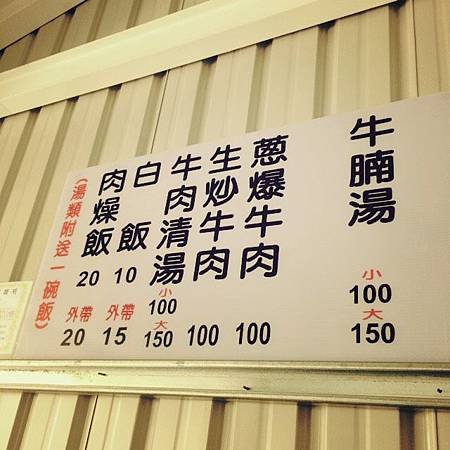 牛腩湯 小 100 大 150
蔥爆牛肉 100
生炒牛肉 100
牛肉清湯 小 100 大 150
白飯 10 外帶 15
肉燥飯 20 外帶 20
(湯類附送一碗飯)